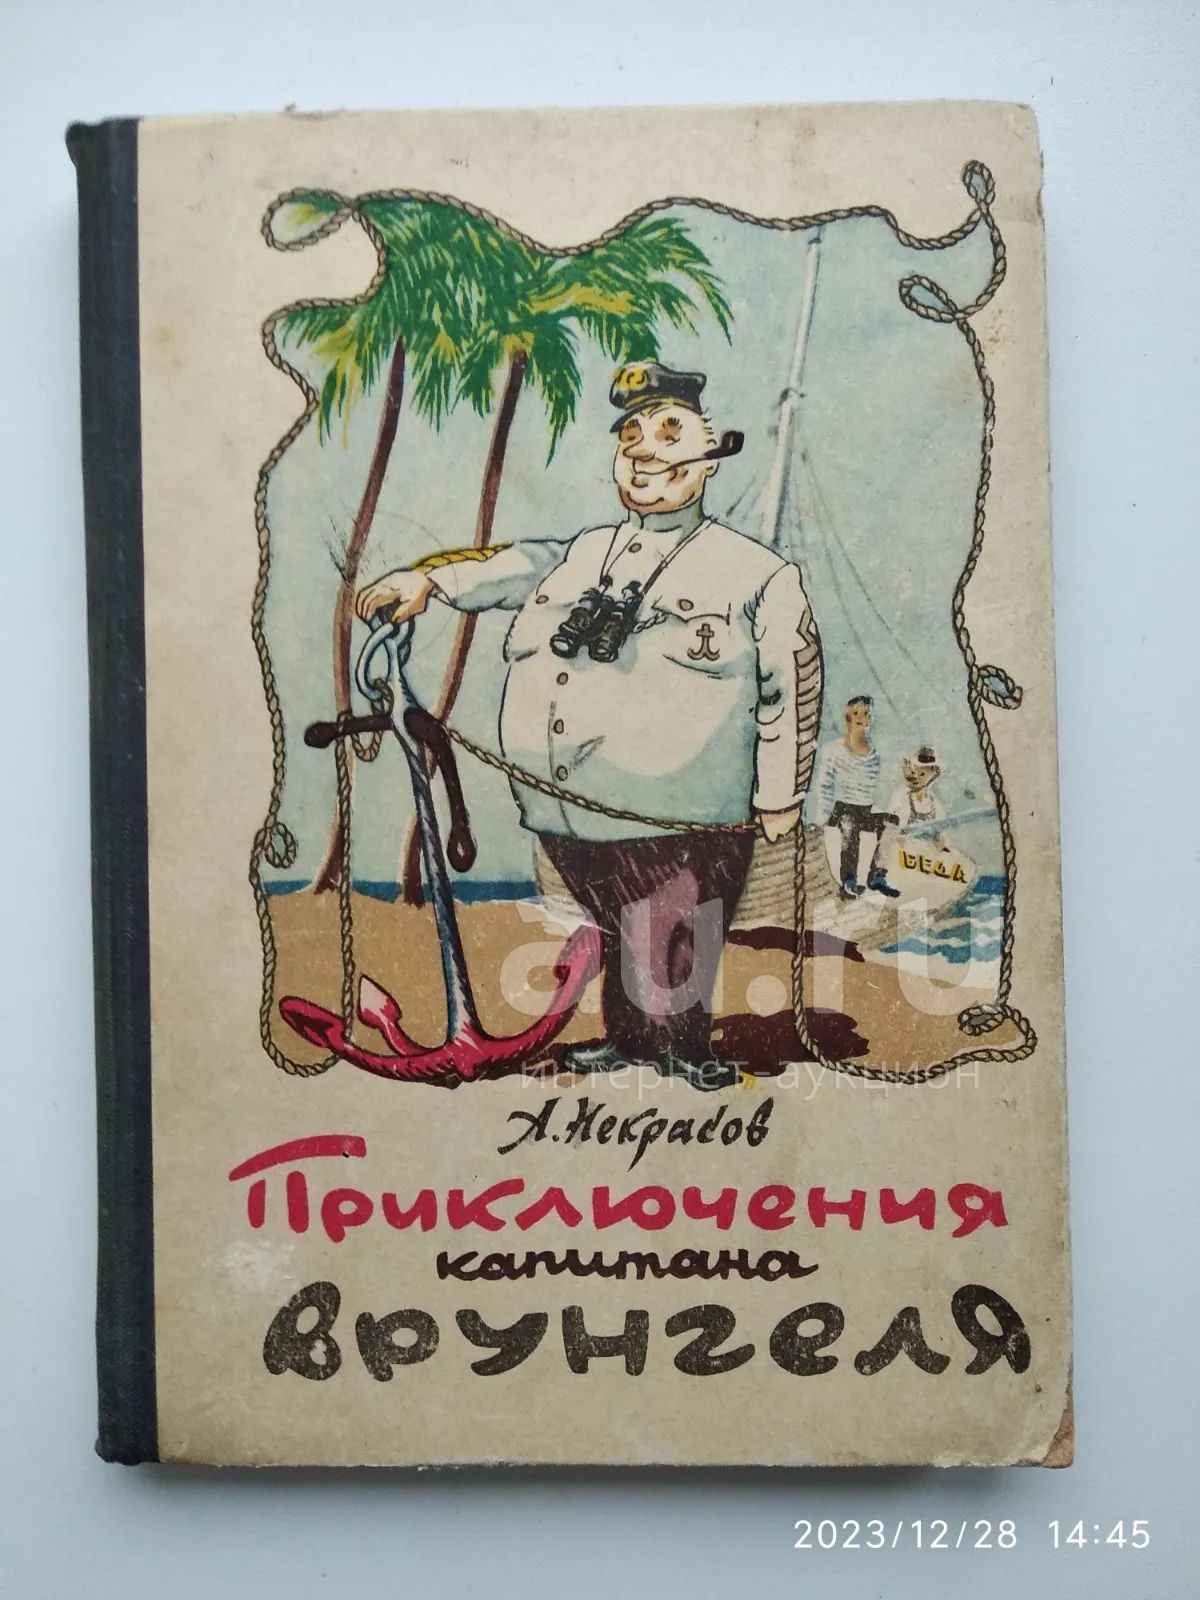 БЕДА
au.ru
интернет-аукцион
А. Некрасов
Приключения
капитана
Врунгеля
2023/12/28 14:45